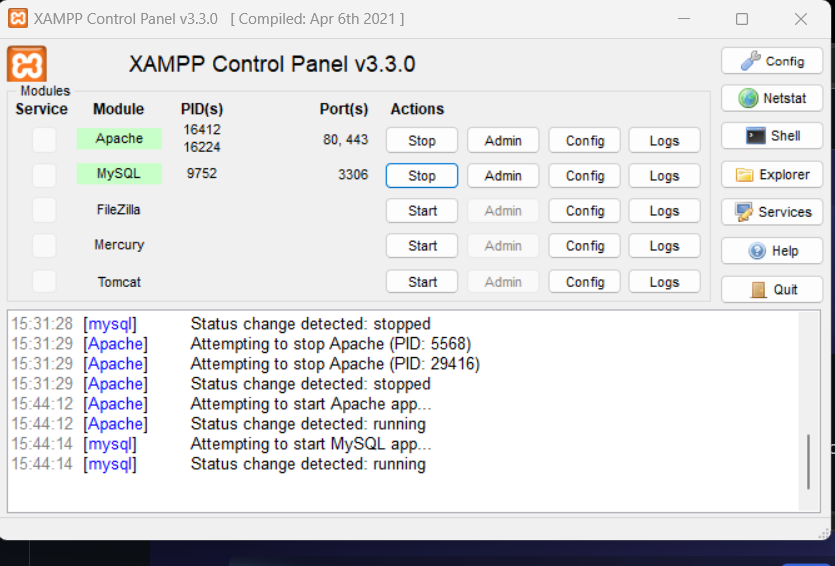 XAMPP Control Panel v3.3.0 [ Compiled: Apr 6th 2021 ]
XAMPP Control Panel v3.3.0
Config
Modules
Service Module PID(s) Port(s) Actions
Netstat
Apache 16412 16224 80, 443 Stop Admin Config Logs
Shell
MySQL 9752 3306 Stop Admin Config Logs
Explorer
FileZilla Start Admin Config Logs
Services
Mercury Start Admin Config Logs
Help
Tomcat Start Admin Config Logs
Quit
15:31:28 [mysql] Status change detected: stopped
15:31:29 [Apache] Attempting to stop Apache (PID: 5568)
15:31:29 [Apache] Attempting to stop Apache (PID: 29416)
15:31:29 [Apache] Status change detected: stopped
15:44:12 [Apache] Attempting to start Apache app...
15:44:12 [Apache] Status change detected: running
15:44:14 [mysql] Attempting to start MySQL app...
15:44:14 [mysql] Status change detected: running